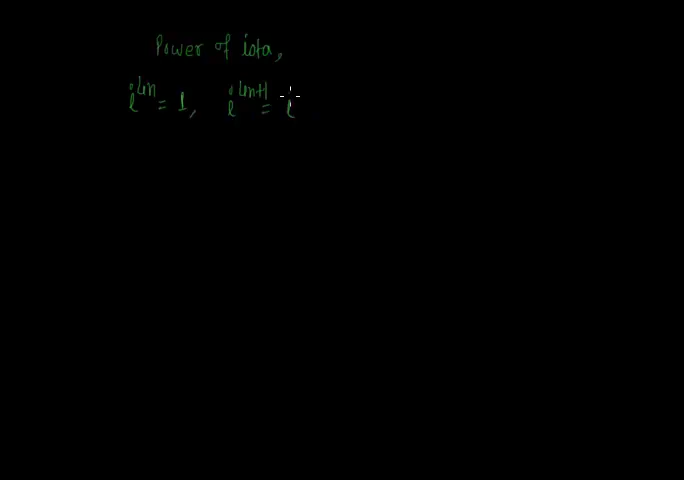 Power of iota,
i^4n = 1, i^4n+1 = i